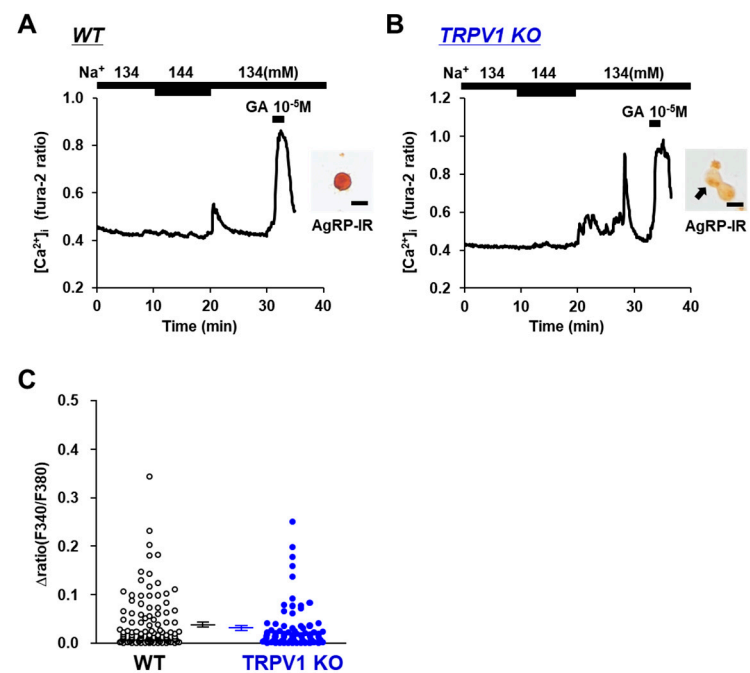 A
WT
Na⁺ 134 144 134(mM)
GA 10⁻⁵M
[Ca²⁺]ᵢ (fura-2 ratio)
1.0
0.8
0.6
0.4
0.2
0 10 20 30 40
Time (min)
AgRP-IR
B
TRPV1 KO
Na⁺ 134 144 134(mM)
GA 10⁻⁵M
[Ca²⁺]ᵢ (fura-2 ratio)
1.2
1.0
0.8
0.6
0.4
0.2
0 10 20 30 40
Time (min)
AgRP-IR
C
Δratio(F340/F380)
0.5
0.4
0.3
0.2
0.1
0.0
WT TRPV1 KO